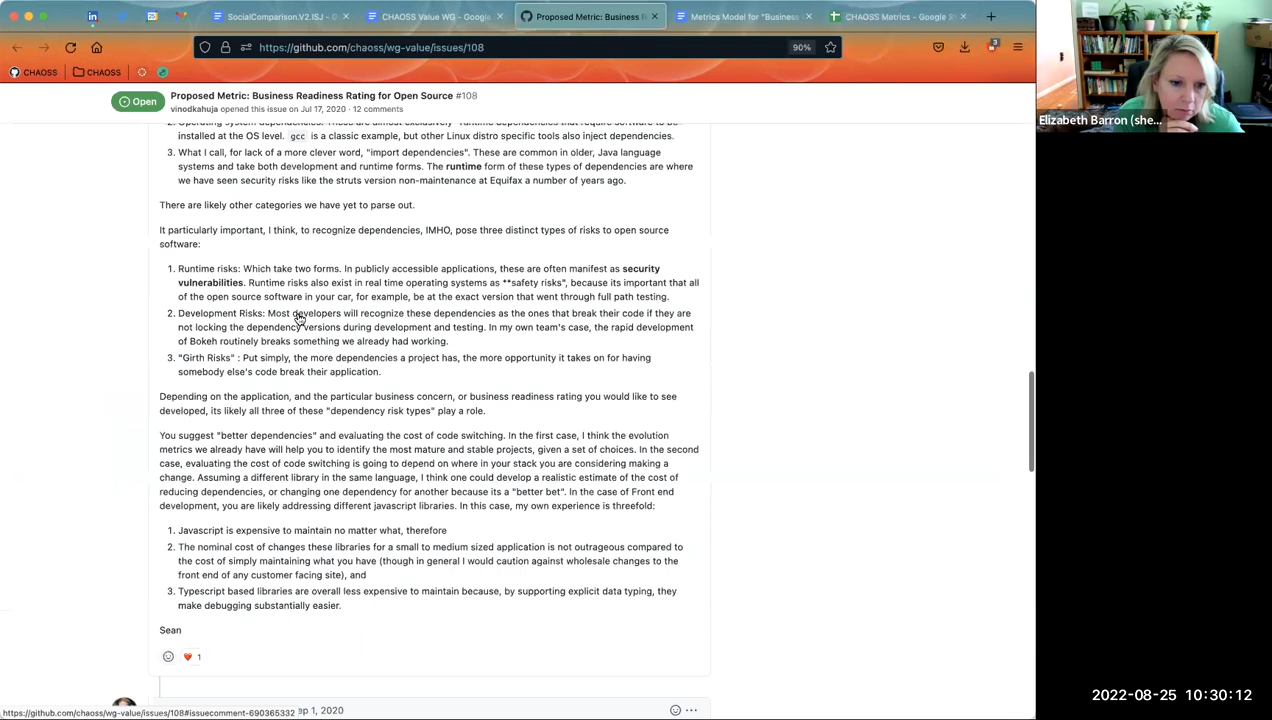 SocialComparison.V2.ISJ - G
CHAOSS Value WG - Google
Proposed Metric: Business R
Metrics Model for "Business
CHAOSS Metrics - Google S
https://github.com/chaoss/wg-value/issues/108
90%
3
CHAOSS
CHAOSS
Open
Proposed Metric: Business Readiness Rating for Open Source #108
vinodkahuja opened this issue on Jul 17, 2020 · 12 comments
installed at the OS level. gcc is a classic example, but other Linux distro specific tools also inject dependencies.
3. What I call, for lack of a more clever word, "import dependencies". These are common in older, Java language
systems and take both development and runtime forms. The runtime form of these types of dependencies are where
we have seen security risks like the struts version non-maintenance at Equifax a number of years ago.
There are likely other categories we have yet to parse out.
It particularly important, I think, to recognize dependencies, IMHO, pose three distinct types of risks to open source
software:
1. Runtime risks: Which take two forms. In publicly accessible applications, these are often manifest as security
vulnerabilities. Runtime risks also exist in real time operating systems as **safety risks", because its important that all
of the open source software in your car, for example, be at the exact version that went through full path testing.
2. Development Risks: Most developers will recognize these dependencies as the ones that break their code if they are
not locking the dependency versions during development and testing. In my own team's case, the rapid development
of Bokeh routinely breaks something we already had working.
3. "Girth Risks" : Put simply, the more dependencies a project has, the more opportunity it takes on for having
somebody else's code break their application.
Depending on the application, and the particular business concern, or business readiness rating you would like to see
developed, its likely all three of these "dependency risk types" play a role.
You suggest "better dependencies" and evaluating the cost of code switching. In the first case, I think the evolution
metrics we already have will help you to identify the most mature and stable projects, given a set of choices. In the second
case, evaluating the cost of code switching is going to depend on where in your stack you are considering making a
change. Assuming a different library in the same language, I think one could develop a realistic estimate of the cost of
reducing dependencies, or changing one dependency for another because its a "better bet". In the case of Front end
development, you are likely addressing different javascript libraries. In this case, my own experience is threefold:
1. Javascript is expensive to maintain no matter what, therefore
2. The nominal cost of changes these libraries for a small to medium sized application is not outrageous compared to
the cost of simply maintaining what you have (though in general I would caution against wholesale changes to the
front end of any customer facing site), and
3. Typescript based libraries are overall less expensive to maintain because, by supporting explicit data typing, they
make debugging substantially easier.
Sean
1
ep 1, 2020
https://github.com/chaoss/wg-value/issues/108#issuecomment-690365332
Elizabeth Barron (she...
2022-08-25 10:30:12